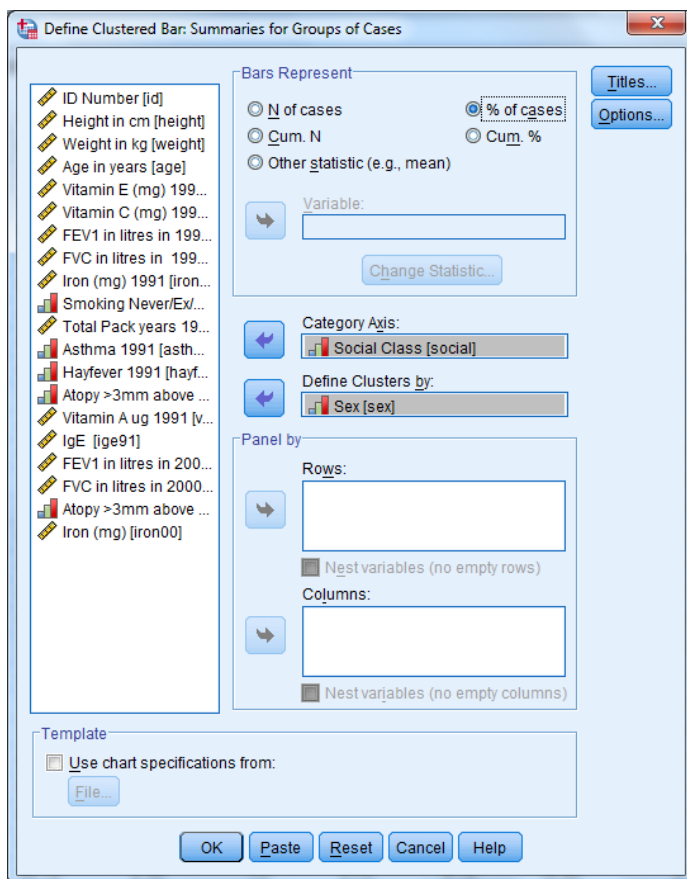 Define Clustered Bar: Summaries for Groups of Cases
ID Number [id]
Height in cm [height]
Weight in kg [weight]
Age in years [age]
Vitamin E (mg) 199...
Vitamin C (mg) 199...
FEV1 in litres in 199...
FVC in litres in 199...
Iron (mg) 1991 [iron...
Smoking Never/Ex/...
Total Pack years 19...
Asthma 1991 [asth...
Hayfever 1991 [hayf...
Atopy >3mm above ...
Vitamin A ug 1991 [v...
IgE [ige91]
FEV1 in litres in 200...
FVC in litres in 2000...
Atopy >3mm above ...
Iron (mg) [iron00]
Bars Represent
N of cases
% of cases
Cum. N
Cum. %
Other statistic (e.g., mean)
Variable:
Change Statistic...
Titles...
Options...
Category Axis:
Social Class [social]
Define Clusters by:
Sex [sex]
Panel by
Rows:
Nest variables (no empty rows)
Columns:
Nest variables (no empty columns)
Template
Use chart specifications from:
File...
OK Paste Reset Cancel Help